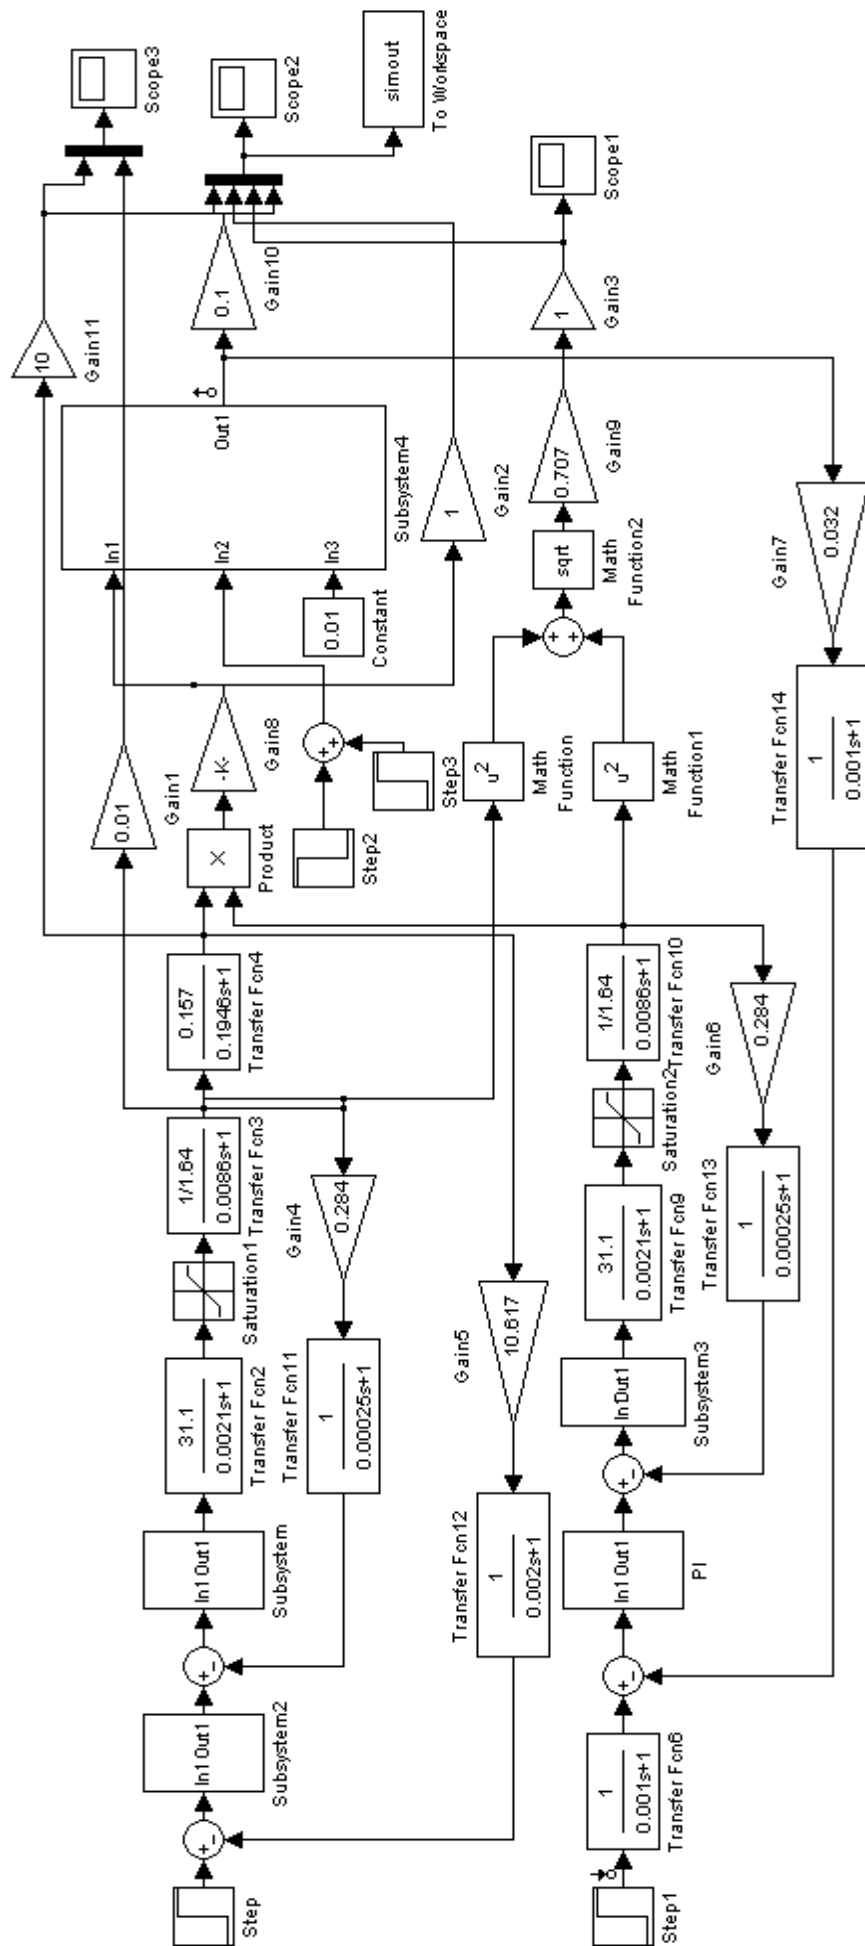 Step
+-
In1 Out1
Subsystem2
+-
In1 Out1
Subsystem
31.1
0.0021s+1
Transfer Fcn2
Saturation1
1/1.64
0.0086s+1
Transfer Fcn3
0.157
0.1946s+1
Transfer Fcn4
×
Product
-K-
Gain8
0.01
Gain1
10
Gain11
In1
In2
In3
Out1
Subsystem4
0.01
Constant
0.1
Gain10
Scope3
Scope2
simout
To Workspace
Scope1
0.284
Gain4
1
0.00025s+1
Transfer Fcn11
Step2
++
Step3
1
Gain2
u²
Math
Function
u²
Math
Function1
++
sqrt
Math
Function2
0.707
Gain9
1
Gain3
10.617
Gain5
1
0.002s+1
Transfer Fcn12
Step1
1
0.001s+1
Transfer Fcn6
+-
In1 Out1
PI
+-
In Out1
Subsystem3
31.1
0.0021s+1
Transfer Fcn9
Saturation2
1/1.64
0.0086s+1
Transfer Fcn10
0.284
Gain6
1
0.00025s+1
Transfer Fcn13
0.032
Gain7
1
0.001s+1
Transfer Fcn14